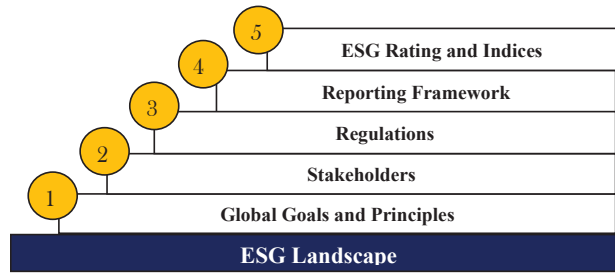 5
ESG Rating and Indices
4
Reporting Framework
3
Regulations
2
Stakeholders
1
Global Goals and Principles
ESG Landscape